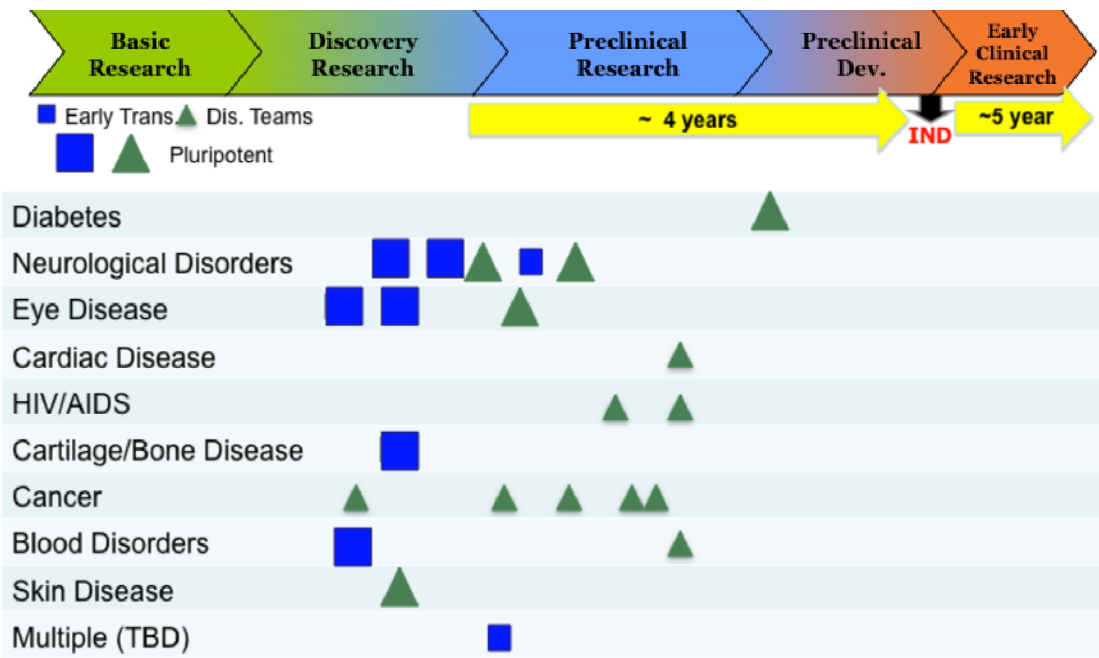 Basic
Research
Discovery
Research
Preclinical
Research
Preclinical
Dev.
Early
Clinical
Research
Early Trans.
Dis. Teams
~ 4 years
IND
~5 year
Pluripotent
Diabetes
Neurological Disorders
Eye Disease
Cardiac Disease
HIV/AIDS
Cartilage/Bone Disease
Cancer
Blood Disorders
Skin Disease
Multiple (TBD)